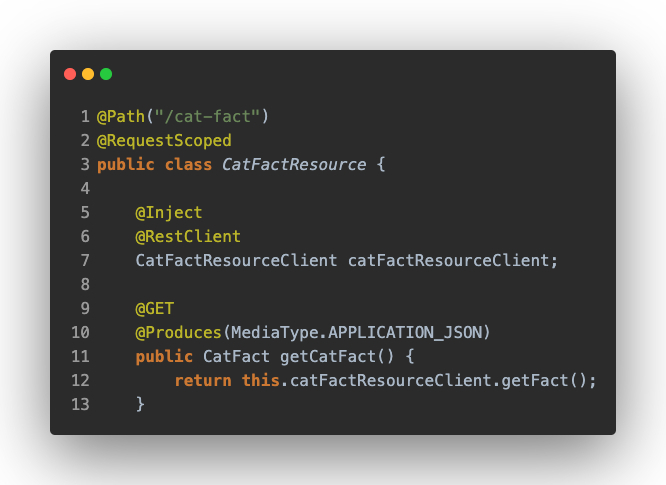 1 @Path("/cat-fact")
2 @RequestScoped
3 public class CatFactResource {
4
5     @Inject
6     @RestClient
7     CatFactResourceClient catFactResourceClient;
8
9     @GET
10     @Produces(MediaType.APPLICATION_JSON)
11     public CatFact getCatFact() {
12         return this.catFactResourceClient.getFact();
13     }